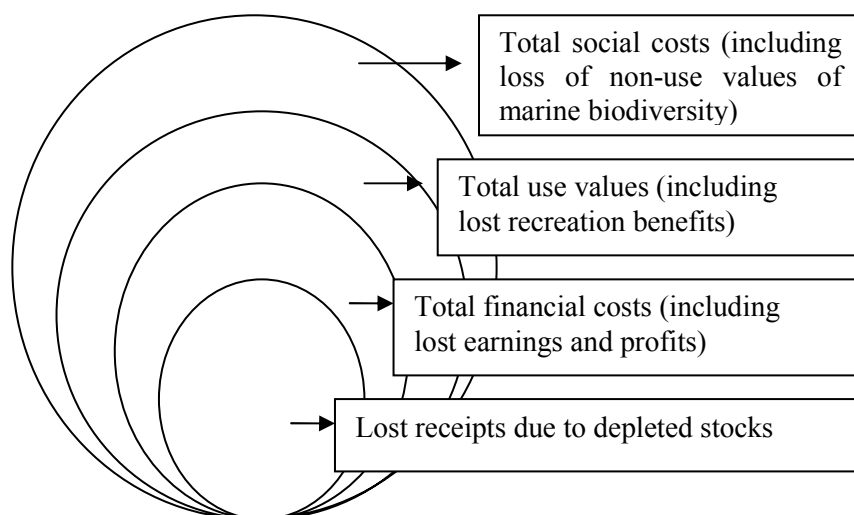 Total social costs (including
loss of non-use values of
marine biodiversity)
Total use values (including
lost recreation benefits)
Total financial costs (including
lost earnings and profits)
Lost receipts due to depleted stocks